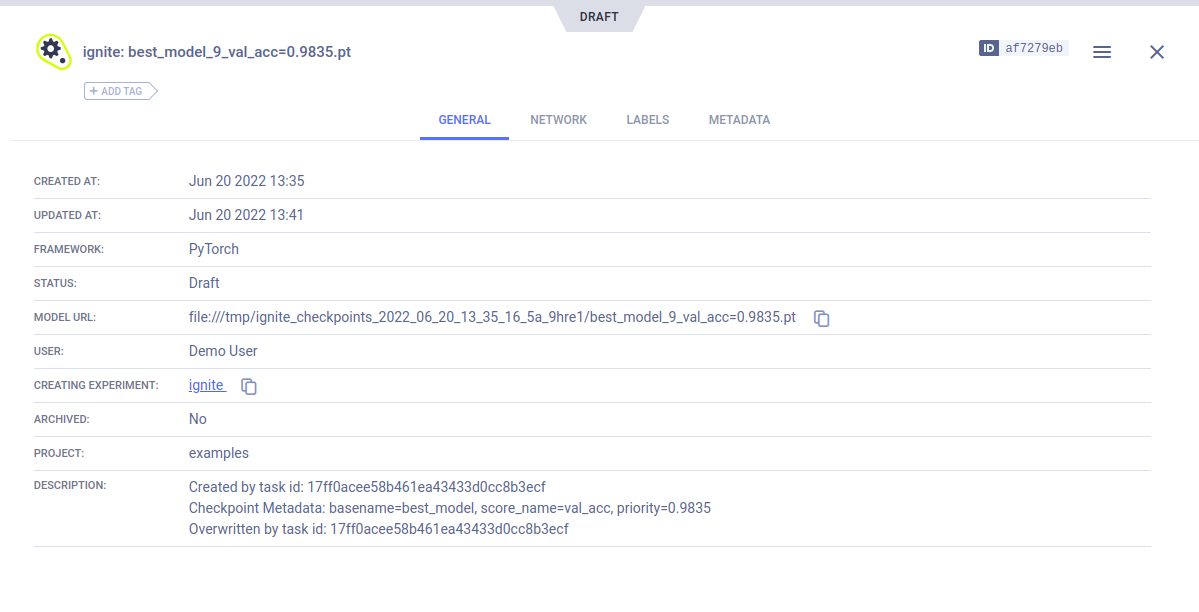 DRAFT
ignite: best_model_9_val_acc=0.9835.pt
ID af7279eb
+ ADD TAG
GENERAL NETWORK LABELS METADATA
CREATED AT: Jun 20 2022 13:35
UPDATED AT: Jun 20 2022 13:41
FRAMEWORK: PyTorch
STATUS: Draft
MODEL URL: file:///tmp/ignite_checkpoints_2022_06_20_13_35_16_5a_9hre1/best_model_9_val_acc=0.9835.pt
USER: Demo User
CREATING EXPERIMENT: ignite
ARCHIVED: No
PROJECT: examples
DESCRIPTION: Created by task id: 17ff0acee58b461ea43433d0cc8b3ecf
Checkpoint Metadata: basename=best_model, score_name=val_acc, priority=0.9835
Overwritten by task id: 17ff0acee58b461ea43433d0cc8b3ecf